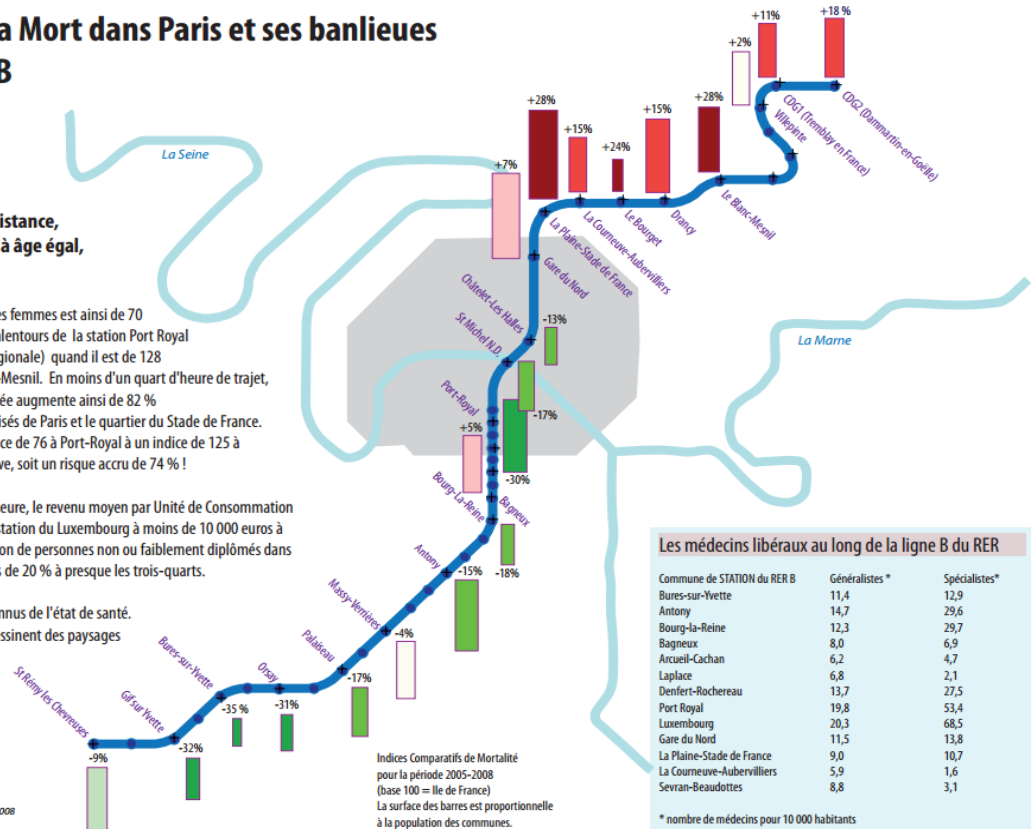 a Mort dans Paris et ses banlieues
B
istance,
à âge égal,
es femmes est ainsi de 70
alentours de la station Port Royal
égionale) quand il est de 128
-Mesnil. En moins d'un quart d'heure de trajet,
ée augmente ainsi de 82 %
isés de Paris et le quartier du Stade de France.
ice de 76 à Port-Royal à un indice de 125 à
ve, soit un risque accru de 74 % !
eure, le revenu moyen par Unité de Consommation
station du Luxembourg à moins de 10 000 euros à
on de personnes non ou faiblement diplômés dans
s de 20 % à presque les trois-quarts.
nnus de l'état de santé.
essinent des paysages
2008
La Seine
La Marne
+18 %
+11%
+2%
+28%
+15%
+24%
+15%
+28%
+7%
-13%
-17%
-30%
+5%
-18%
-15%
-4%
-17%
-31%
-35 %
-32%
-9%
CDG2 (Dammartin-en-Goëlle)
CDG1 (Tremblay en France)
Villepinte
Le Blanc-Mesnil
Drancy
Le Bourget
La Courneuve-Aubervilliers
La Plaine-Stade de France
Gare du Nord
Châtelet-Les Halles
St Michel N.D.
Port-Royal
Bagneux
Bourg-La-Reine
Antony
Massy-Verrières
Palaiseau
Orsay
Bures-sur-Yvette
Gif sur Yvette
St Rémy les Chevreuses
Indices Comparatifs de Mortalité
pour la période 2005-2008
(base 100 = Ile de France)
La surface des barres est proportionnelle
à la population des communes.
Les médecins libéraux au long de la ligne B du RER
Commune de STATION du RER B Généralistes * Spécialistes*
Bures-sur-Yvette 11,4 12,9
Antony 14,7 29,6
Bourg-la-Reine 12,3 29,7
Bagneux 8,0 6,9
Arcueil-Cachan 6,2 4,7
Laplace 6,8 2,1
Denfert-Rochereau 13,7 27,5
Port Royal 19,8 53,4
Luxembourg 20,3 68,5
Gare du Nord 11,5 13,8
La Plaine-Stade de France 9,0 10,7
La Courneuve-Aubervilliers 5,9 1,6
Sevran-Beaudottes 8,8 3,1
* nombre de médecins pour 10 000 habitants